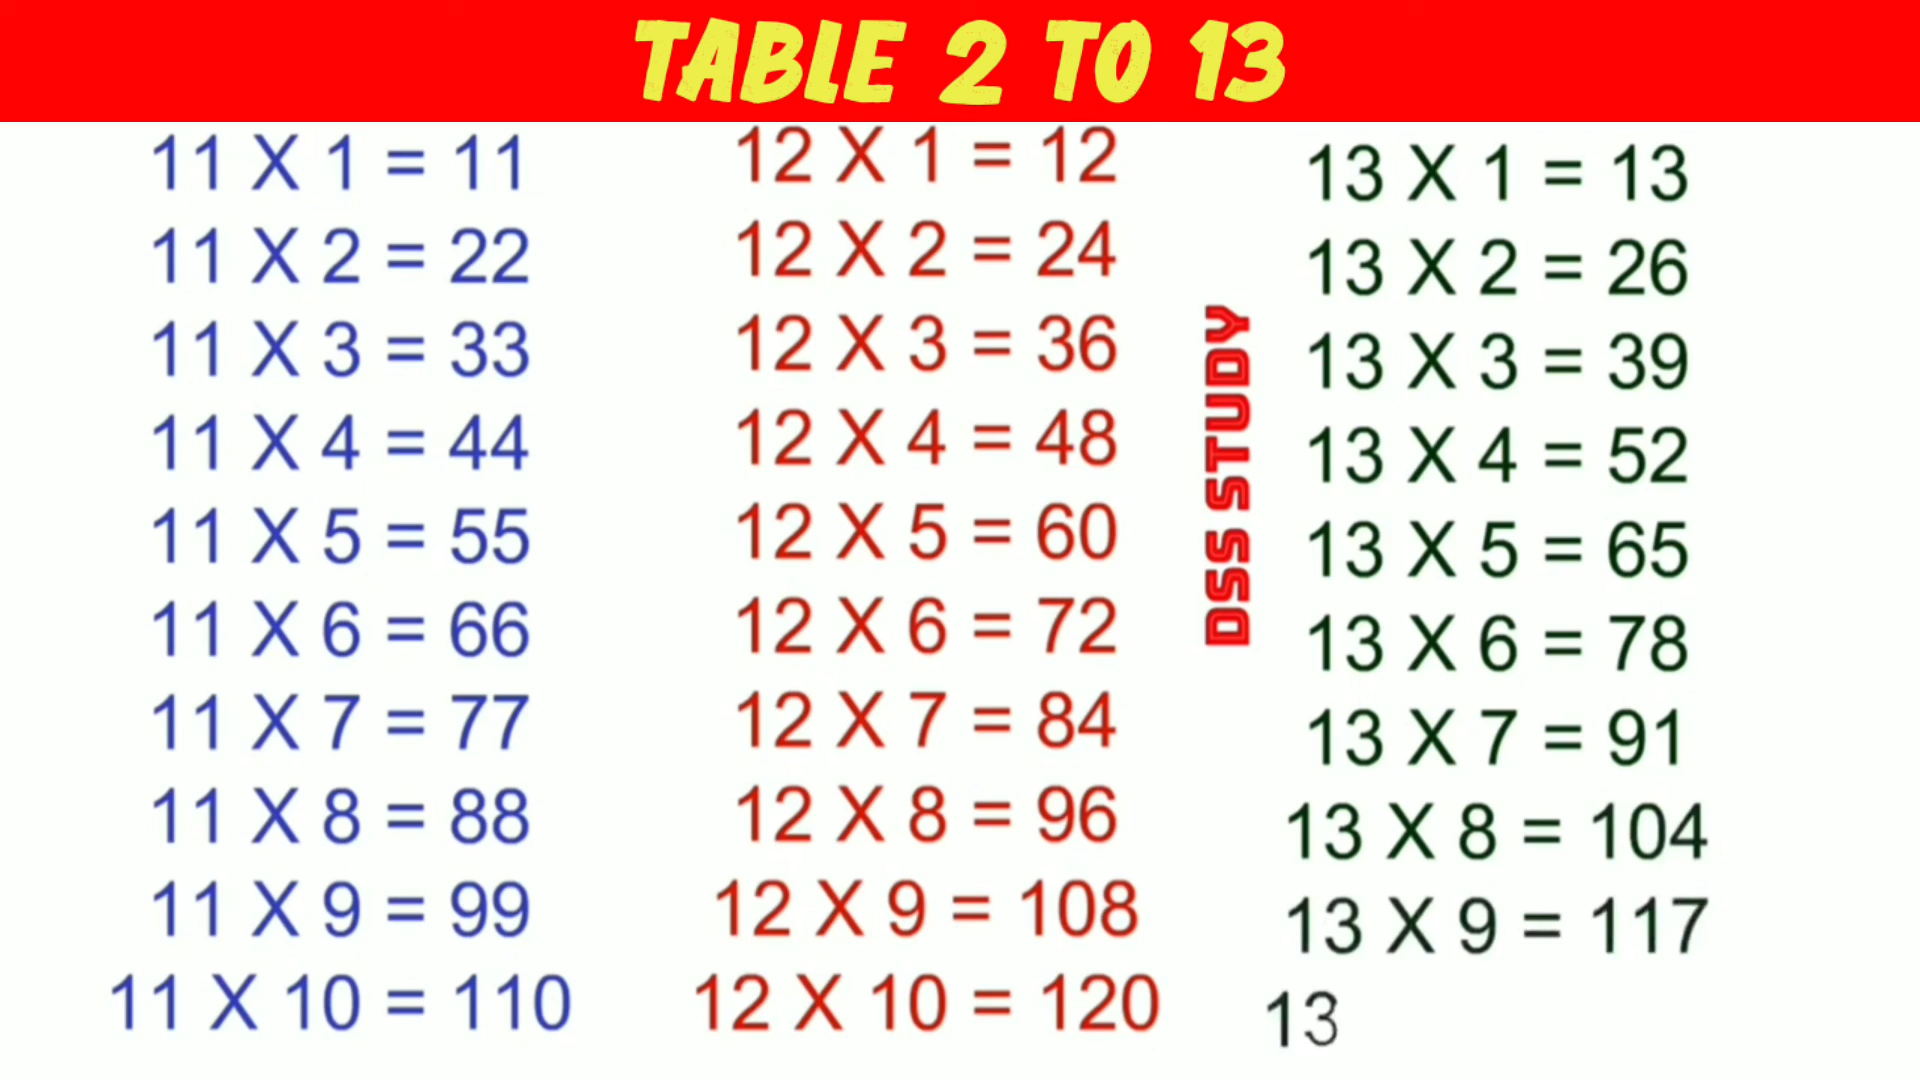 TABLE 2 TO 13
11 X 1 = 11
11 X 2 = 22
11 X 3 = 33
11 X 4 = 44
11 X 5 = 55
11 X 6 = 66
11 X 7 = 77
11 X 8 = 88
11 X 9 = 99
11 X 10 = 110
12 X 1 = 12
12 X 2 = 24
12 X 3 = 36
12 X 4 = 48
12 X 5 = 60
12 X 6 = 72
12 X 7 = 84
12 X 8 = 96
12 X 9 = 108
12 X 10 = 120
DSS STUDY
13 X 1 = 13
13 X 2 = 26
13 X 3 = 39
13 X 4 = 52
13 X 5 = 65
13 X 6 = 78
13 X 7 = 91
13 X 8 = 104
13 X 9 = 117
13